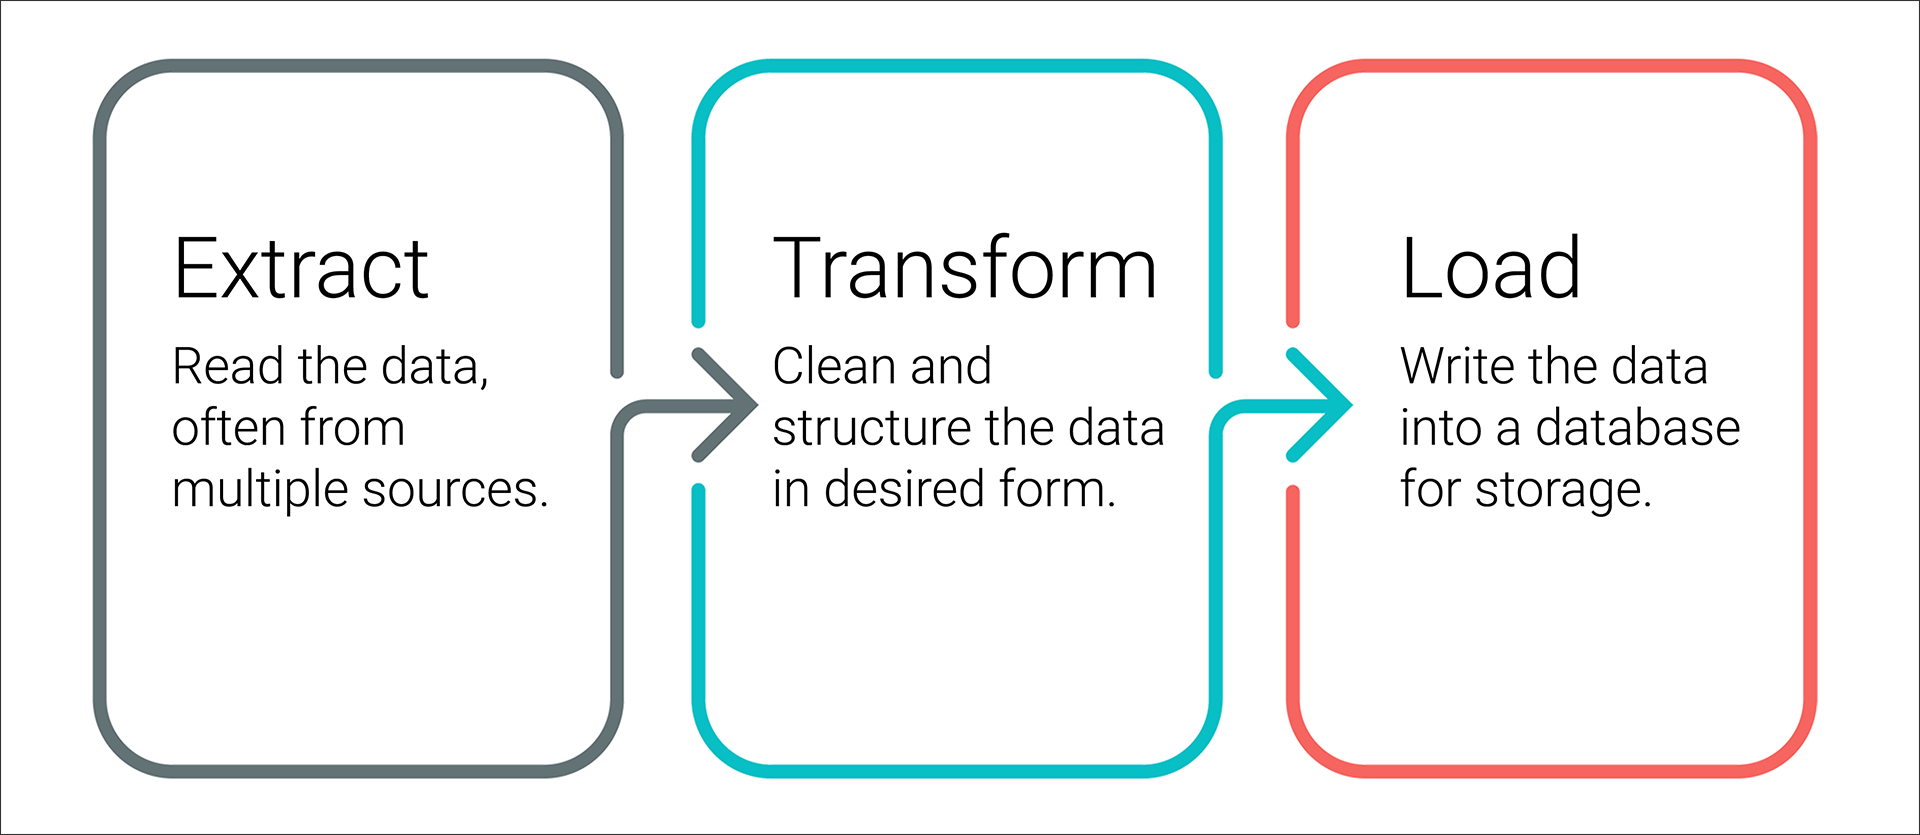 Extract
Read the data,
often from
multiple sources.
Transform
Clean and
structure the data
in desired form.
Load
Write the data
into a database
for storage.